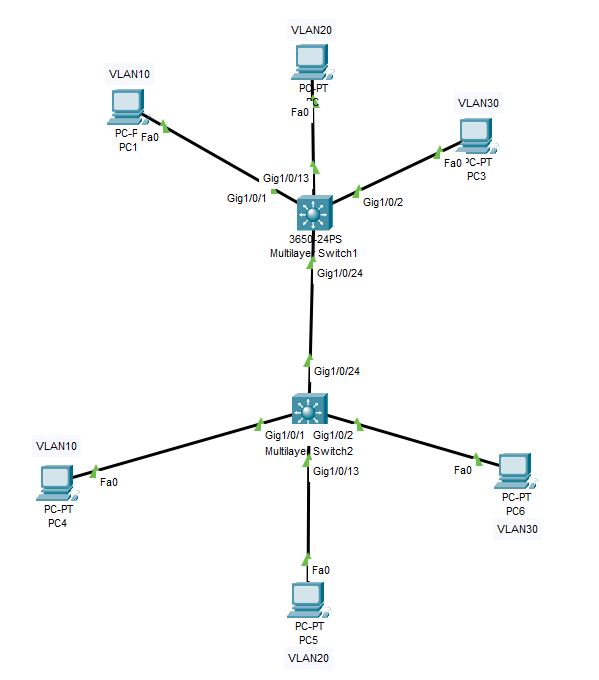 VLAN20
PC-PT
Fa0
VLAN10
PC-P
Fa0
PC1
VLAN30
Fa0
PC-PT
PC3
Gig1/0/13
Gig1/0/1
Gig1/0/2
3650-24PS
Multilayer Switch1
Gig1/0/24
Gig1/0/24
Gig1/0/1
Gig1/0/2
Multilayer Switch2
Gig1/0/13
VLAN10
Fa0
PC-PT
PC4
Fa0
PC-PT
PC6
VLAN30
Fa0
PC-PT
PC5
VLAN20